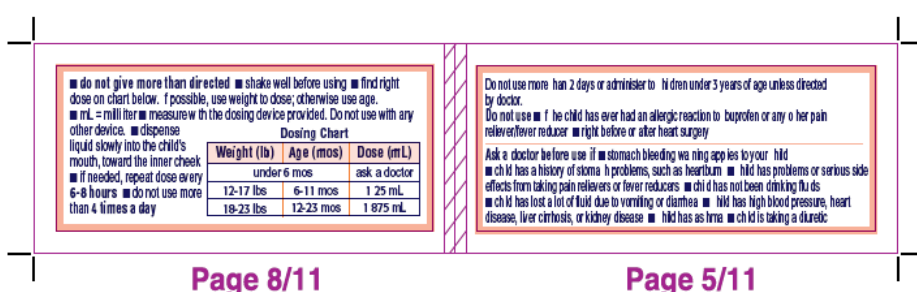 ■ do not give more than directed ■ shake well before using ■ find right
dose on chart below. f possible, use weight to dose; otherwise use age.
■ mL = milli liter ■ measure w th the dosing device provided. Do not use with any
other device. ■ dispense
liquid slowly into the child's
mouth, toward the inner cheek
■ if needed, repeat dose every
6-8 hours ■ do not use more
than 4 times a day
Dosing Chart
Weight (lb) Age (mos) Dose (mL)
under 6 mos ask a doctor
12-17 lbs 6-11 mos 1 25 mL
18-23 lbs 12-23 mos 1 875 mL
Page 8/11
Do not use more han 2 days or administer to hi dren under 3 years of age unless directed
by doctor.
Do not use ■ f he child has ever had an allergic reaction to buprofen or any o her pain
reliever/fever reducer ■ right before or after heart surgery
Ask a doctor before use if ■ stomach bleeding wa ning app ies to your hild
■ ch ld has a history of stoma h problems, such as heartburn ■ hild has problems or serious side
effects from taking pain relievers or fever reducers ■ chi d has not been drinking flu ds
■ ch ld has lost a lot of fluid due to vomiting or diarrhea ■ hild has high blood pressure, heart
disease, liver cirrhosis, or kidney disease ■ hild has as hma ■ ch ld is taking a diuretic
Page 5/11